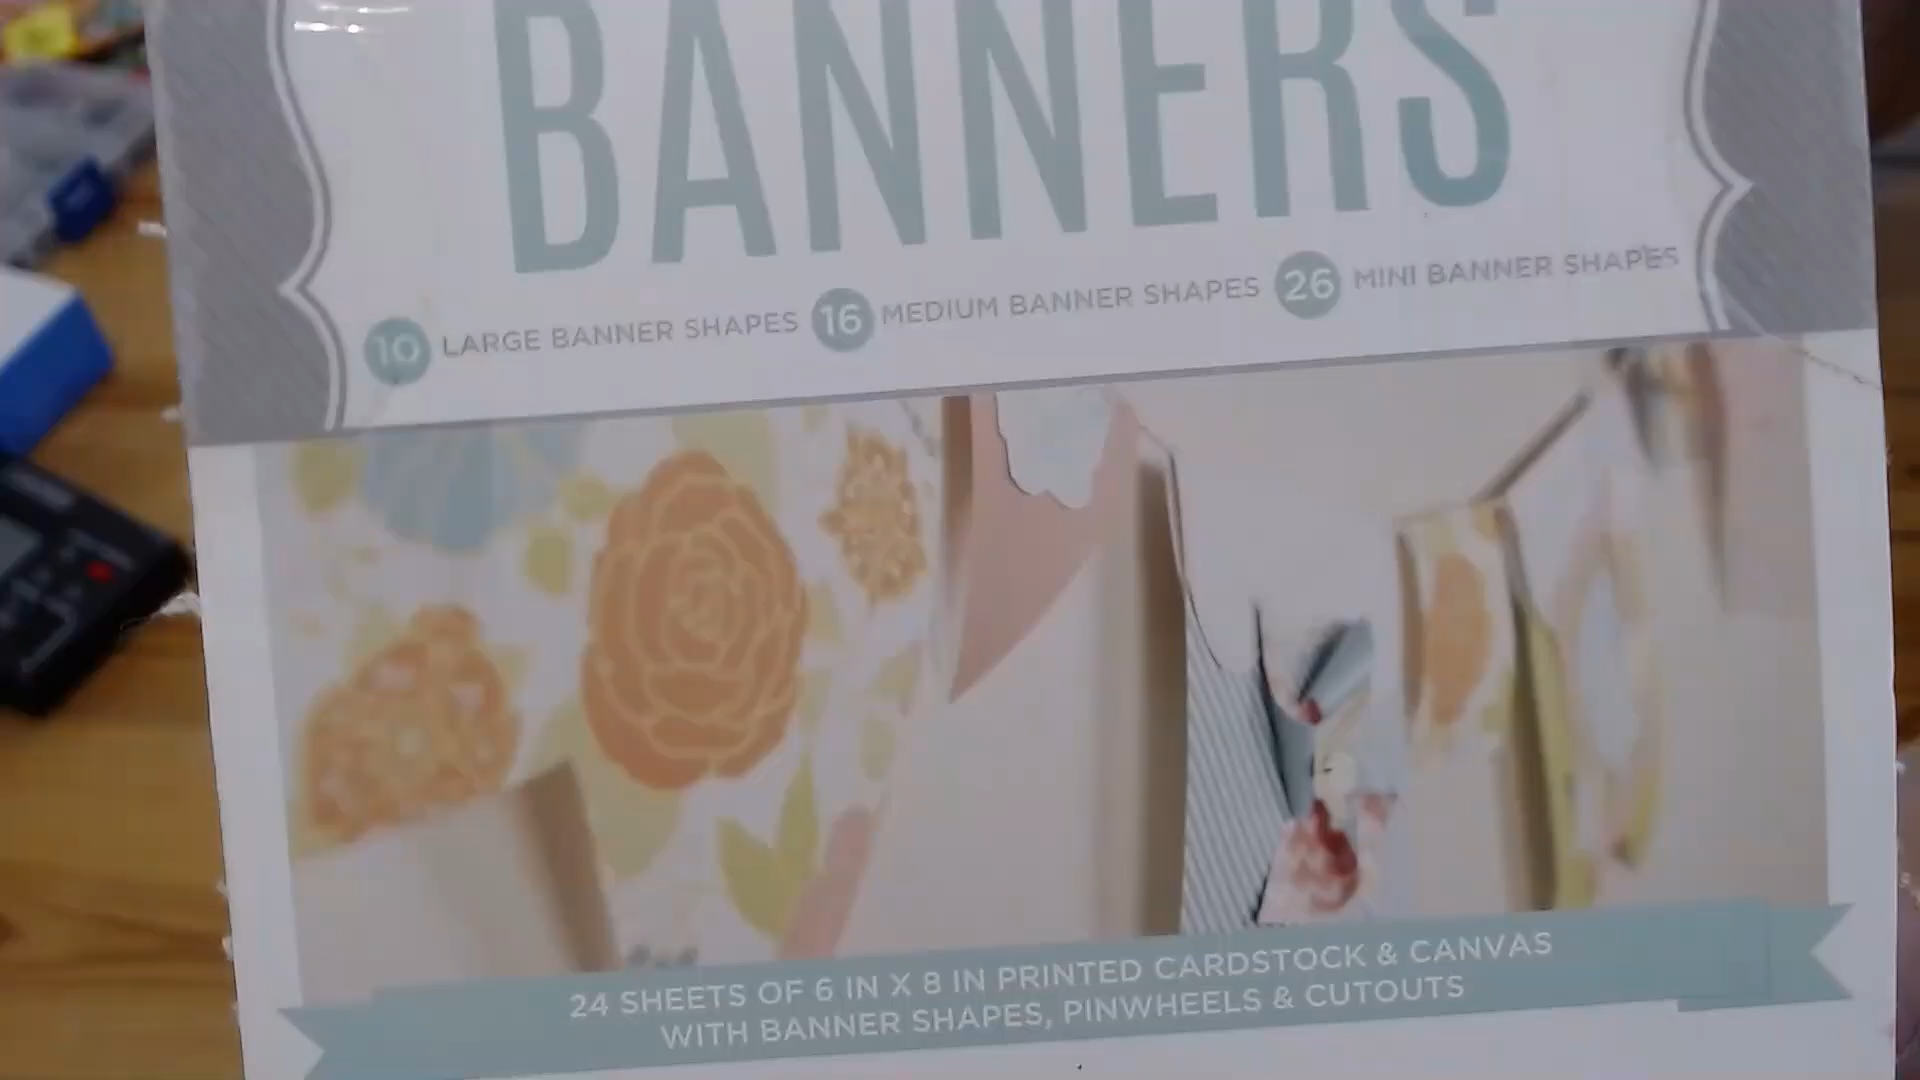 BANNERS
10 LARGE BANNER SHAPES 16 MEDIUM BANNER SHAPES 26 MINI BANNER SHAPES
24 SHEETS OF 6 IN X 8 IN PRINTED CARDSTOCK & CANVAS
WITH BANNER SHAPES, PINWHEELS & CUTOUTS